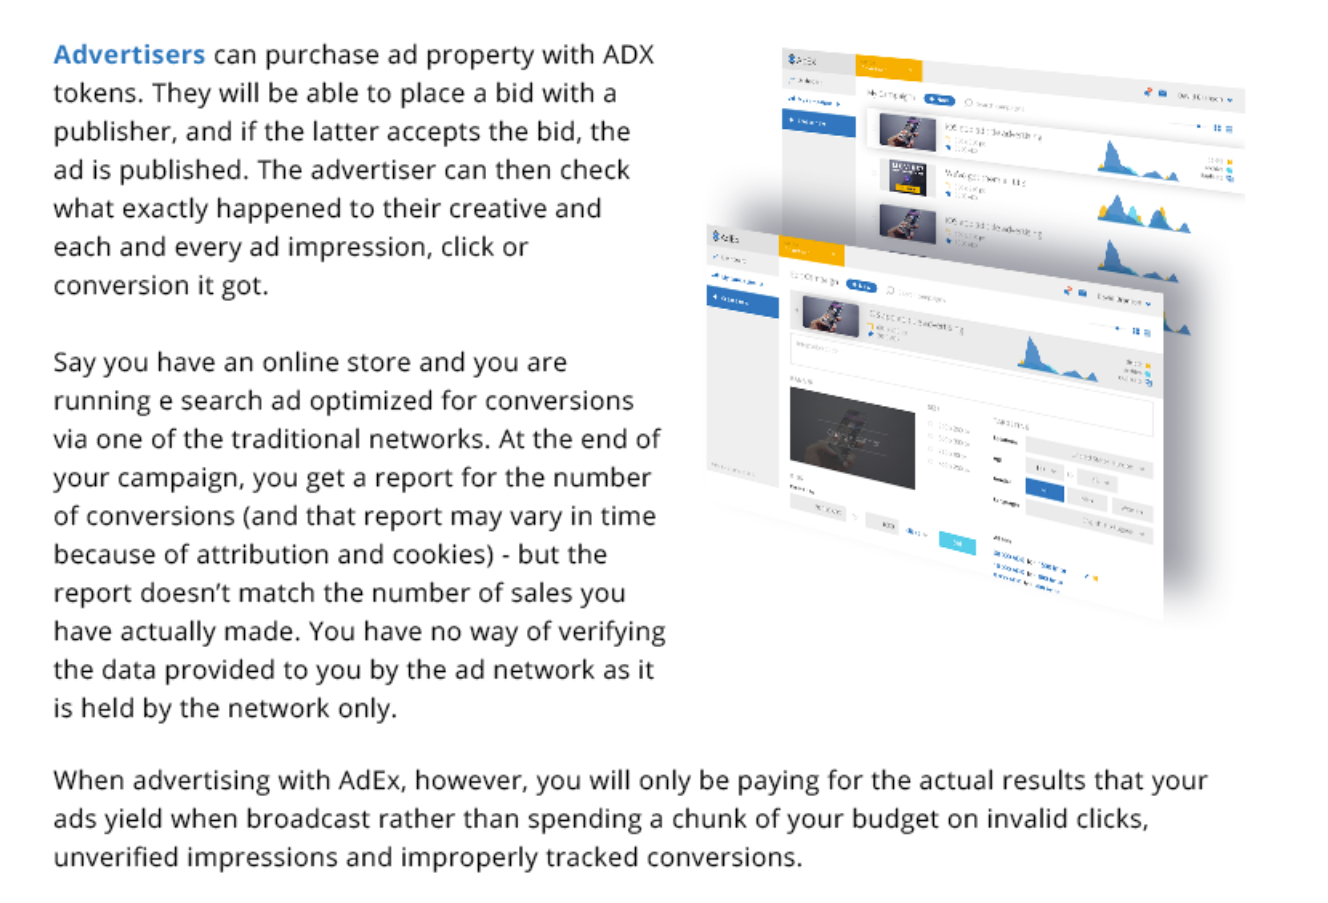 Advertisers can purchase ad property with ADX
tokens. They will be able to place a bid with a
publisher, and if the latter accepts the bid, the
ad is published. The advertiser can then check
what exactly happened to their creative and
each and every ad impression, click or
conversion it got.
Say you have an online store and you are
running e search ad optimized for conversions
via one of the traditional networks. At the end of
your campaign, you get a report for the number
of conversions (and that report may vary in time
because of attribution and cookies) - but the
report doesn’t match the number of sales you
have actually made. You have no way of verifying
the data provided to you by the ad network as it
is held by the network only.
When advertising with AdEx, however, you will only be paying for the actual results that your
ads yield when broadcast rather than spending a chunk of your budget on invalid clicks,
unverified impressions and improperly tracked conversions.
AdEx
My Campaigns
AdEx
Campaign